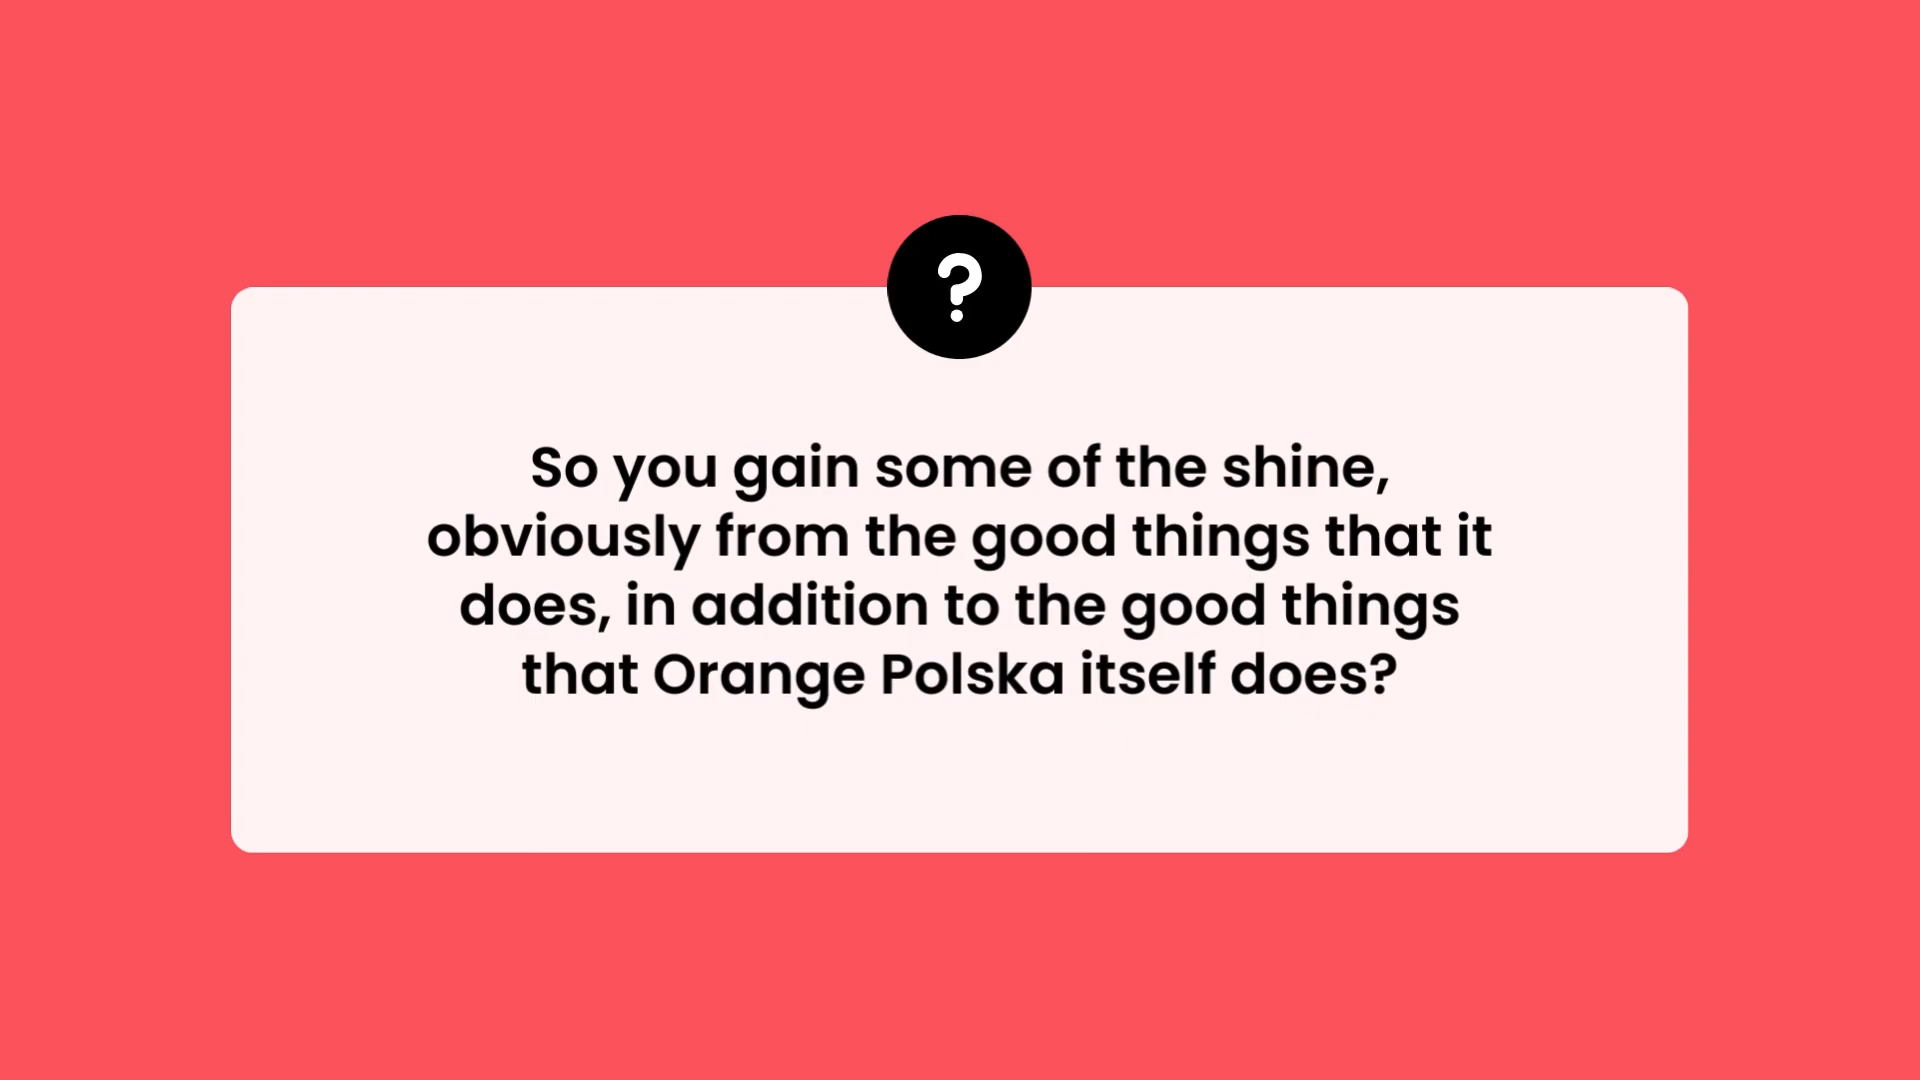 ?
So you gain some of the shine,
obviously from the good things that it
does, in addition to the good things
that Orange Polska itself does?